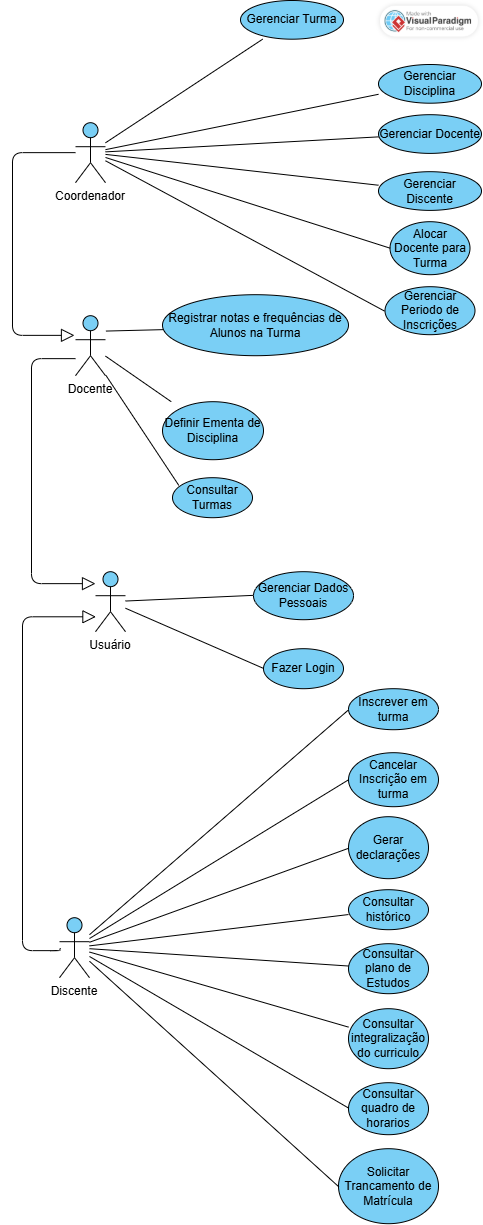 Gerenciar Turma
Made with
VisualParadigm
For non-commercial use
Gerenciar
Disciplina
Gerenciar Docente
Coordenador
Gerenciar
Discente
Alocar
Docente para
Turma
Gerenciar
Periodo de
Inscrições
Registrar notas e frequências de
Alunos na Turma
Docente
Definir Ementa de
Disciplina
Consultar
Turmas
Gerenciar Dados
Pessoais
Usuário
Fazer Login
Inscrever em
turma
Cancelar
Inscrição em
turma
Gerar
declarações
Consultar
histórico
Consultar
plano de
Estudos
Discente
Consultar
integralização
do curriculo
Consultar
quadro de
horarios
Solicitar
Trancamento de
Matrícula